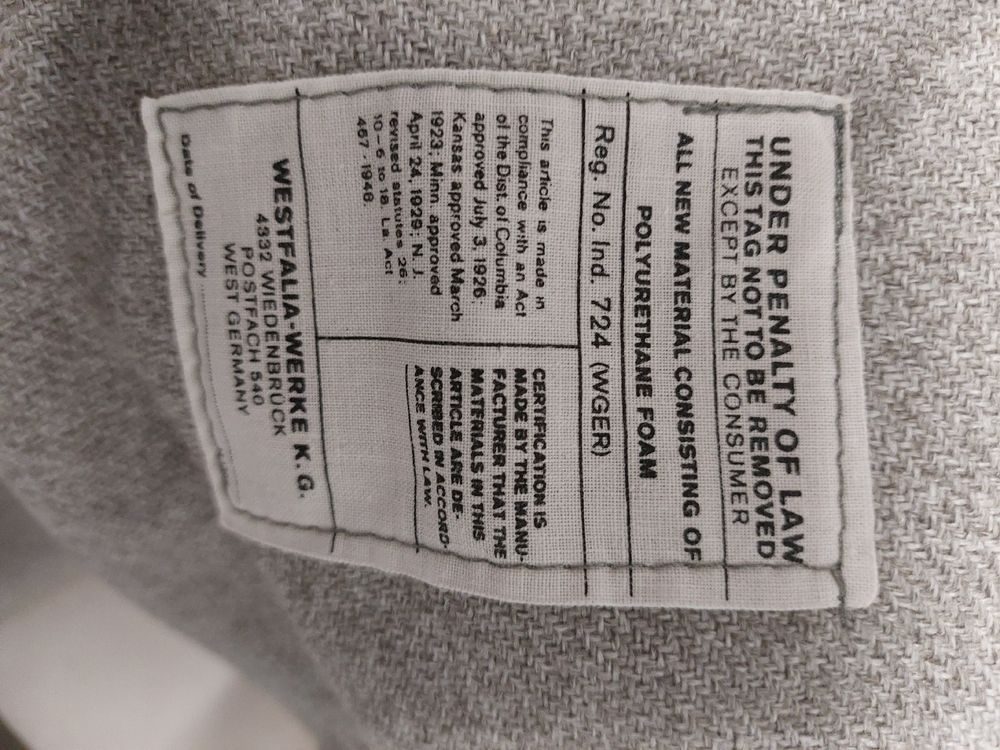 UNDER PENALTY OF LAW
THIS TAG NOT TO BE REMOVED
EXCEPT BY THE CONSUMER
ALL NEW MATERIAL CONSISTING OF
POLYURETHANE FOAM
Reg. No. Ind. 724 (WGER)
This article is made in
compliance with an Act
of the Dist. of Columbia
approved July 3, 1926.
Kansas approved March
1923, Minn. approved
April 24, 1929; N. J.
revised statutes 26:
10-6 to 18. La. Act
467 - 1946.
CERTIFICATION IS
MADE BY THE MANU-
FACTURER THAT THE
MATERIALS IN THIS
ARTICLE ARE DE-
SCRIBED IN ACCORD-
ANCE WITH LAW.
WESTFALIA-WERKE K.G.
4832 WIEDENBRÜCK
POSTFACH 540
WEST GERMANY
Date of Delivery